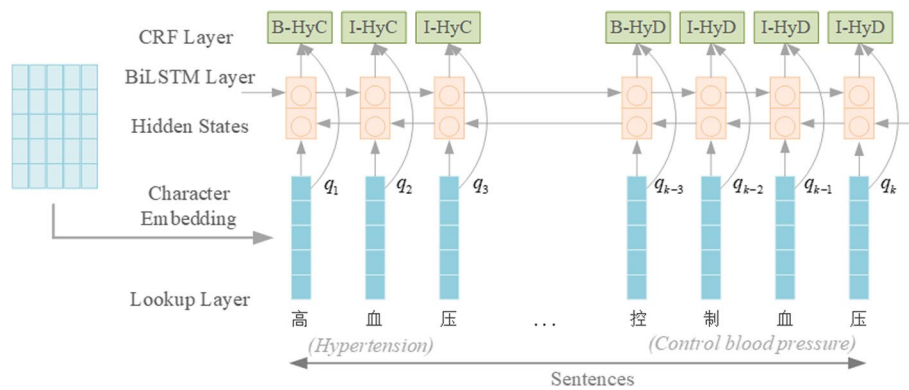 CRF Layer B-HyC I-HyC I-HyC B-HyD I-HyD I-HyD I-HyD
BiLSTM Layer
Hidden States
q1 q2 q3 qk−3 qk−2 qk−1 qk
Character
Embedding
Lookup Layer
高 血 压 ... 控 制 血 压
(Hypertension) (Control blood pressure)
Sentences